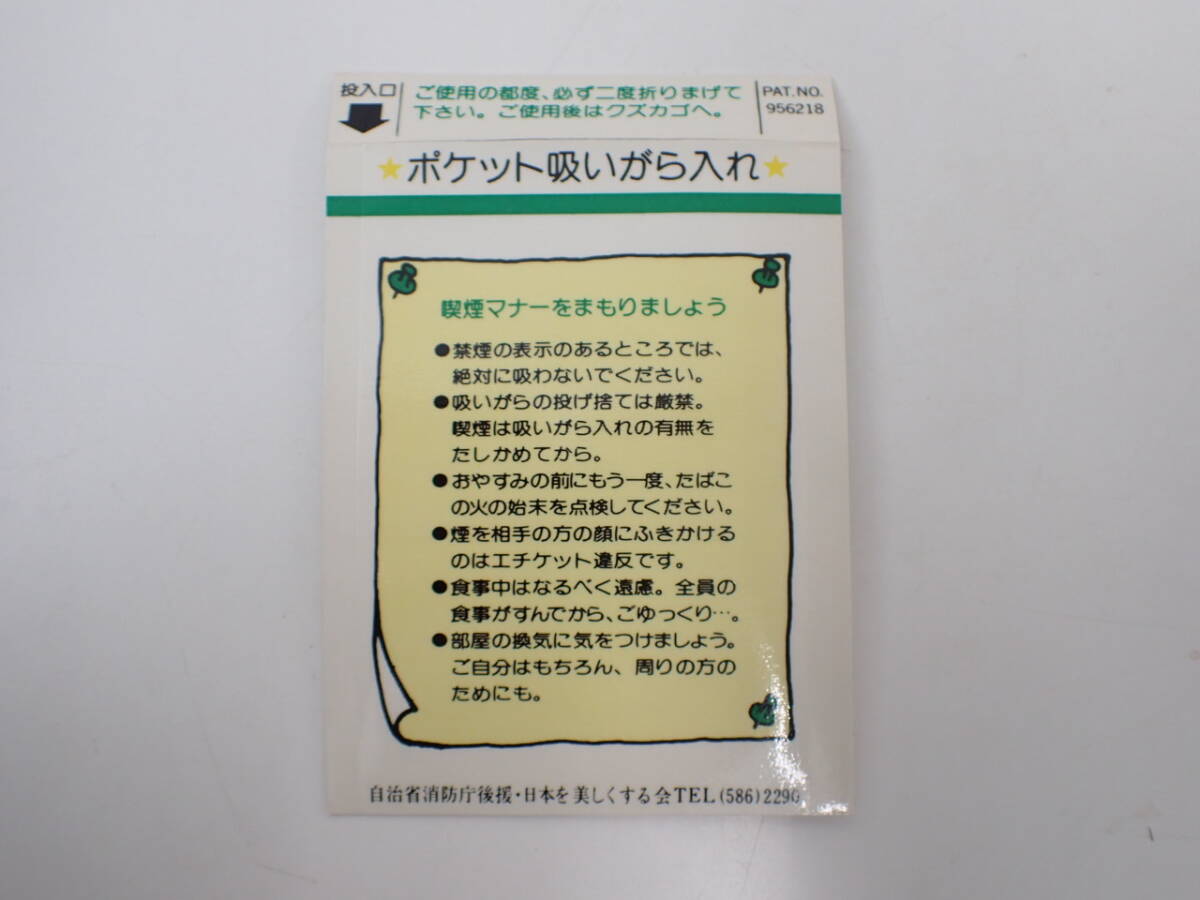 投入口
ご使用の都度、必ず二度折りまげて
下さい。ご使用後はクズカゴへ。
PAT.NO.
956218
★ポケット吸いがら入れ★
喫煙マナーをまもりましょう
●禁煙の表示のあるところでは、
絶対に吸わないでください。
●吸いがらの投げ捨ては厳禁。
喫煙は吸いがら入れの有無を
たしかめてから。
●おやすみの前にもう一度、たばこ
の火の始末を点検してください。
●煙を相手の方の顔にふきかける
のはエチケット違反です。
●食事中はなるべく遠慮。全員の
食事がすんでから、ごゆっくり…。
●部屋の換気に気をつけましょう。
ご自分はもちろん、周りの方の
ためにも。
自治省消防庁後援・日本を美しくする会TEL(586)2290